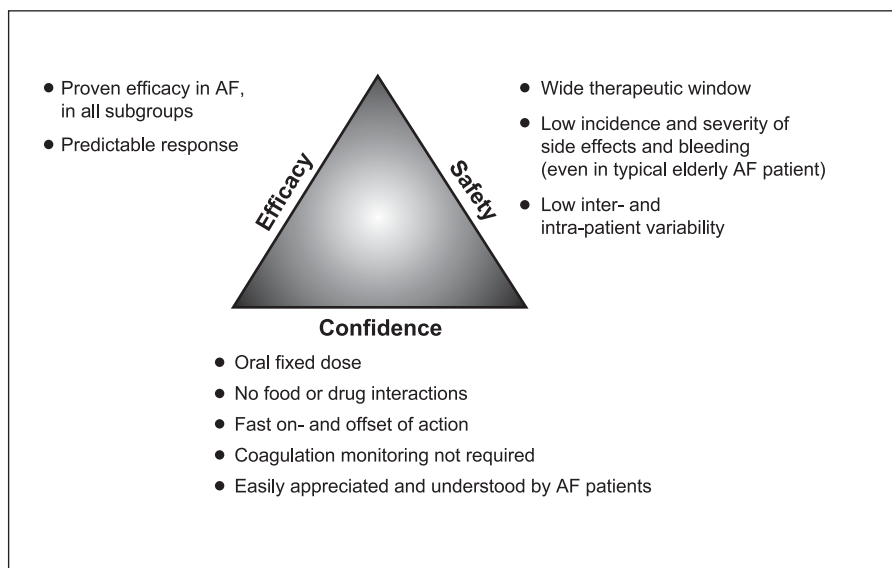 ● Proven efficacy in AF,
in all subgroups
● Predictable response
Efficacy
Safety
● Wide therapeutic window
● Low incidence and severity of
side effects and bleeding
(even in typical elderly AF patient)
● Low inter- and
intra-patient variability
Confidence
● Oral fixed dose
● No food or drug interactions
● Fast on- and offset of action
● Coagulation monitoring not required
● Easily appreciated and understood by AF patients